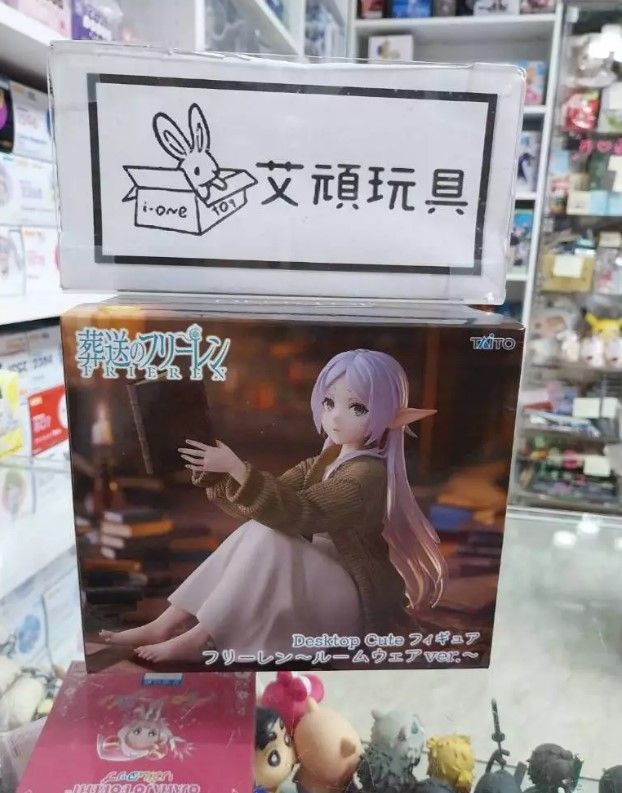 i-one
toy
艾頑玩具
葬送のフリーレン
FRIEREN
TAITO
Desktop Cute フィギュア
フリーレン～ルームウェアver.～